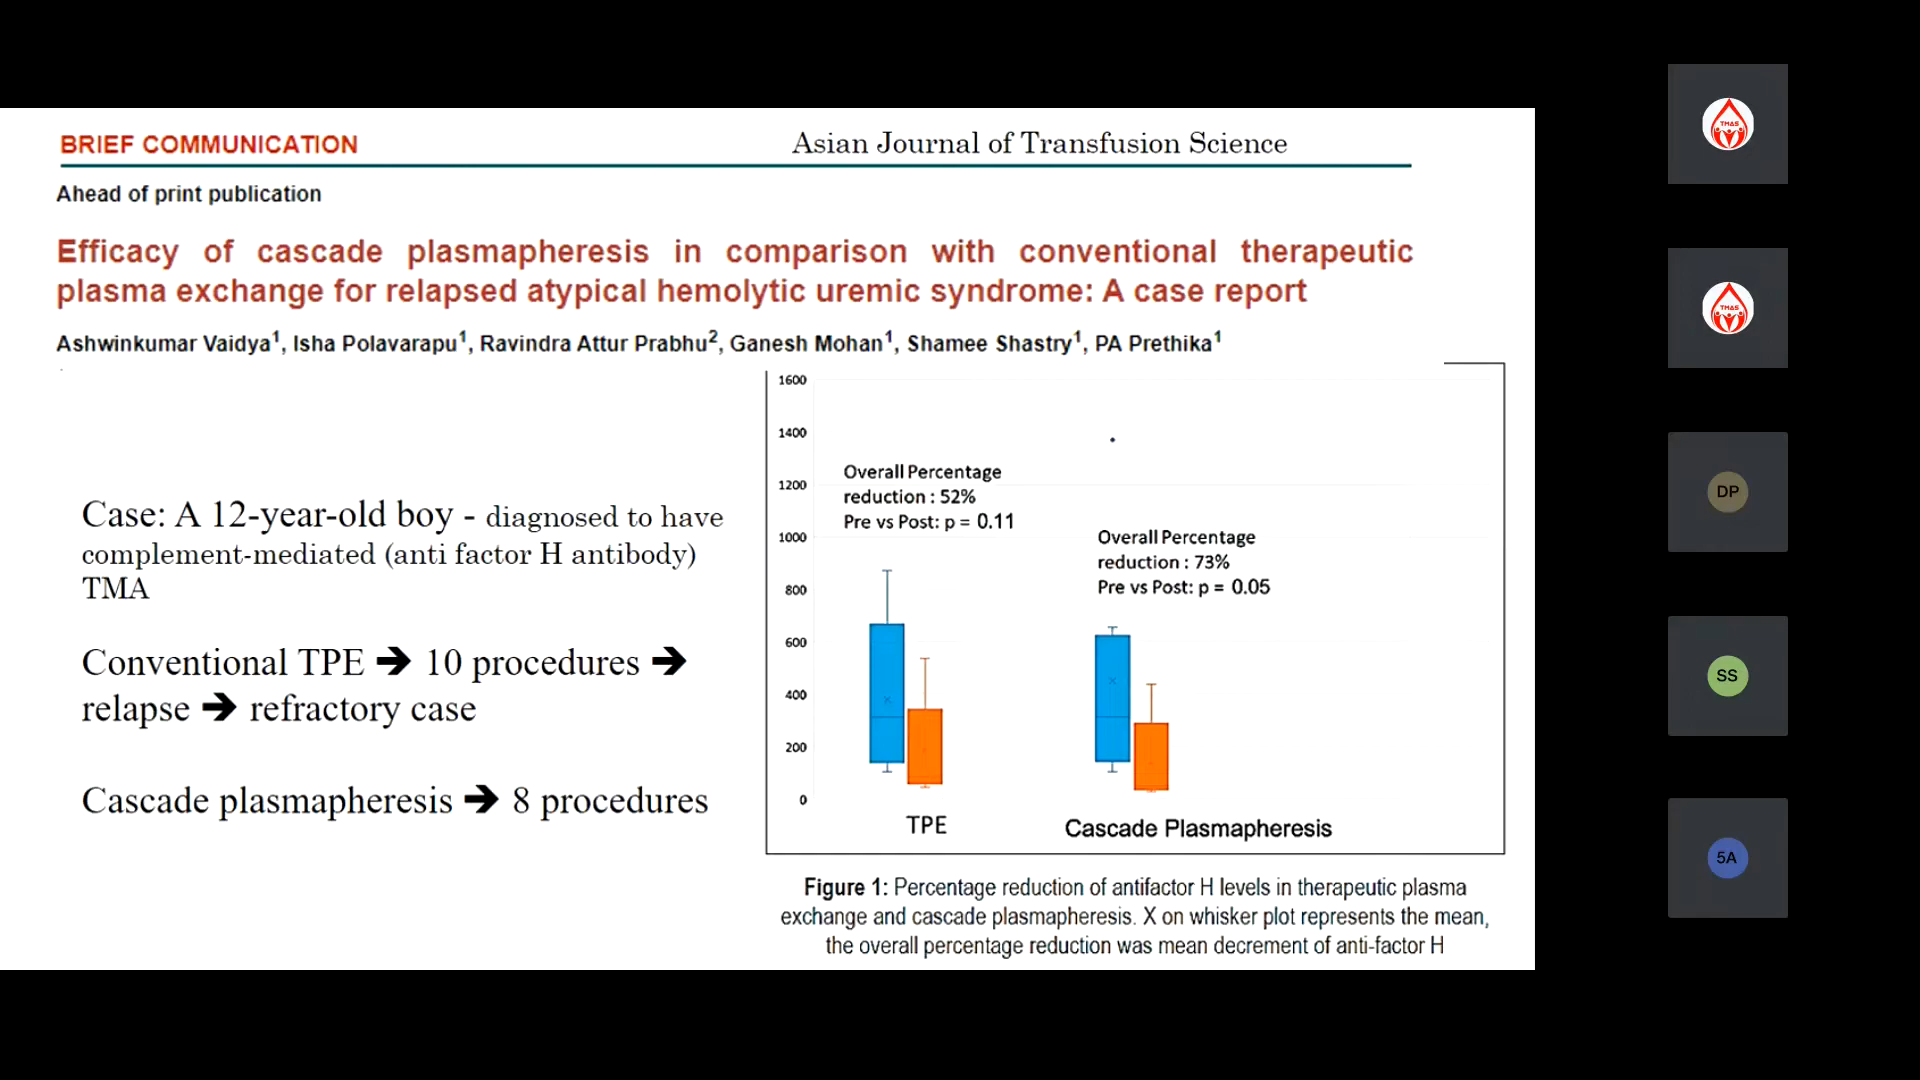 BRIEF COMMUNICATION
Asian Journal of Transfusion Science
Ahead of print publication
Efficacy of cascade plasmapheresis in comparison with conventional therapeutic
plasma exchange for relapsed atypical hemolytic uremic syndrome: A case report
Ashwinkumar Vaidya1, Isha Polavarapu1, Ravindra Attur Prabhu2, Ganesh Mohan1, Shamee Shastry1, PA Prethika1
Case: A 12-year-old boy - diagnosed to have
complement-mediated (anti factor H antibody)
TMA
Conventional TPE ➔ 10 procedures ➔
relapse ➔ refractory case
Cascade plasmapheresis ➔ 8 procedures
1600
1400
1200
1000
800
600
400
200
0
Overall Percentage
reduction : 52%
Pre vs Post: p = 0.11
Overall Percentage
reduction : 73%
Pre vs Post: p = 0.05
TPE
Cascade Plasmapheresis
Figure 1: Percentage reduction of antifactor H levels in therapeutic plasma
exchange and cascade plasmapheresis. X on whisker plot represents the mean,
the overall percentage reduction was mean decrement of anti-factor H
TMAS
TMAS
DP
SS
5A